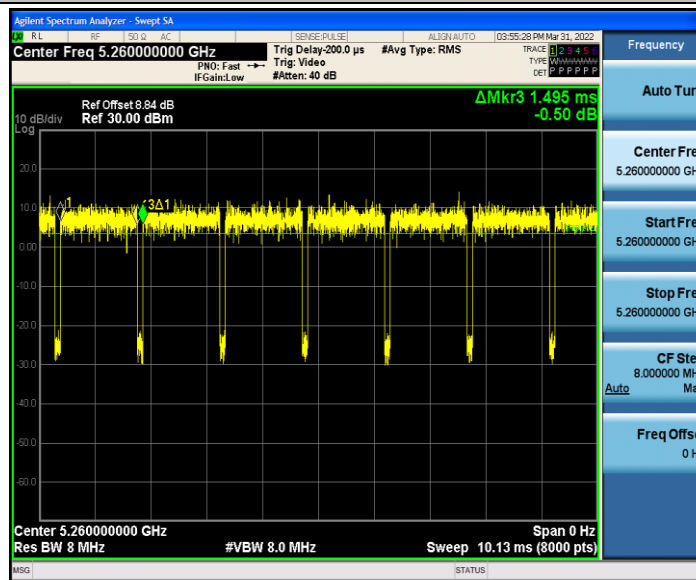 Agilent Spectrum Analyzer - Swept SA
RL RF 50 Ω AC SENSE:PULSE ALIGN AUTO 03:55:28 PM Mar 31, 2022
Center Freq 5.260000000 GHz
PNO: Fast
IFGain:Low
Trig Delay-200.0 µs
Trig: Video
#Atten: 40 dB
#Avg Type: RMS
TRACE 1 2 3 4 5 6
TYPE W
DET P P P P P P
ΔMkr3 1.495 ms
-0.50 dB
Ref Offset 8.84 dB
10 dB/div Ref 30.00 dBm
Log
20.0
10.0
0.00
-10.0
-20.0
-30.0
-40.0
-50.0
-60.0
1
3Δ1
Center 5.260000000 GHz Span 0 Hz
Res BW 8 MHz #VBW 8.0 MHz Sweep 10.13 ms (8000 pts)
MSG STATUS
Frequency
Auto Tun
Center Fre
5.260000000 GH
Start Fre
5.260000000 GH
Stop Fre
5.260000000 GH
CF Ste
8.000000 MH
Auto Ma
Freq Offs
0 H